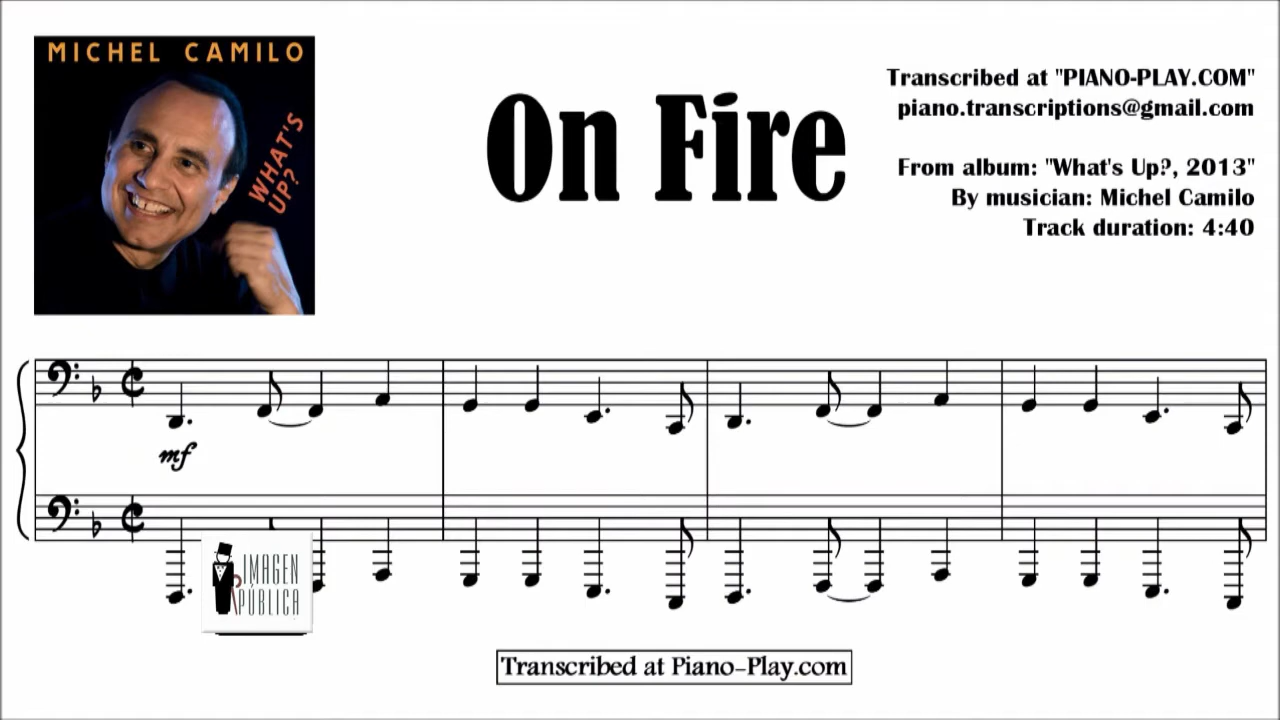 MICHEL CAMILO
WHAT'S
UP?
On Fire
Transcribed at "PIANO-PLAY.COM"
piano.transcriptions@gmail.com
From album: "What's Up?, 2013"
By musician: Michel Camilo
Track duration: 4:40
mf
IMAGEN
PÚBLICA
Transcribed at Piano-Play.com